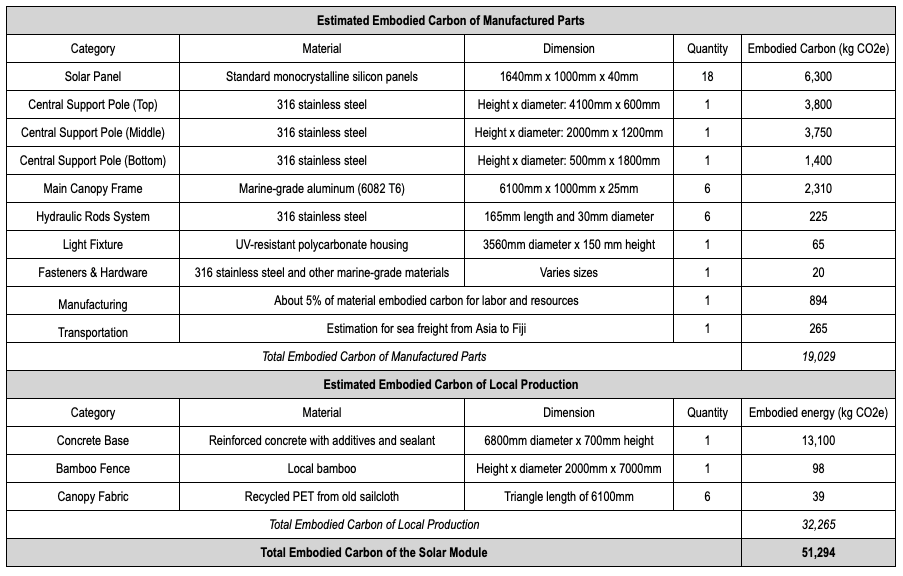 Estimated Embodied Carbon of Manufactured Parts
Category Material Dimension Quantity Embodied Carbon (kg CO2e)
Solar Panel Standard monocrystalline silicon panels 1640mm x 1000mm x 40mm 18 6,300
Central Support Pole (Top) 316 stainless steel Height x diameter: 4100mm x 600mm 1 3,800
Central Support Pole (Middle) 316 stainless steel Height x diameter: 2000mm x 1200mm 1 3,750
Central Support Pole (Bottom) 316 stainless steel Height x diameter: 500mm x 1800mm 1 1,400
Main Canopy Frame Marine-grade aluminum (6082 T6) 6100mm x 1000mm x 25mm 6 2,310
Hydraulic Rods System 316 stainless steel 165mm length and 30mm diameter 6 225
Light Fixture UV-resistant polycarbonate housing 3560mm diameter x 150 mm height 1 65
Fasteners & Hardware 316 stainless steel and other marine-grade materials Varies sizes 1 20
Manufacturing About 5% of material embodied carbon for labor and resources 1 894
Transportation Estimation for sea freight from Asia to Fiji 1 265
Total Embodied Carbon of Manufactured Parts 19,029
Estimated Embodied Carbon of Local Production
Category Material Dimension Quantity Embodied energy (kg CO2e)
Concrete Base Reinforced concrete with additives and sealant 6800mm diameter x 700mm height 1 13,100
Bamboo Fence Local bamboo Height x diameter 2000mm x 7000mm 1 98
Canopy Fabric Recycled PET from old sailcloth Triangle length of 6100mm 6 39
Total Embodied Carbon of Local Production 32,265
Total Embodied Carbon of the Solar Module 51,294